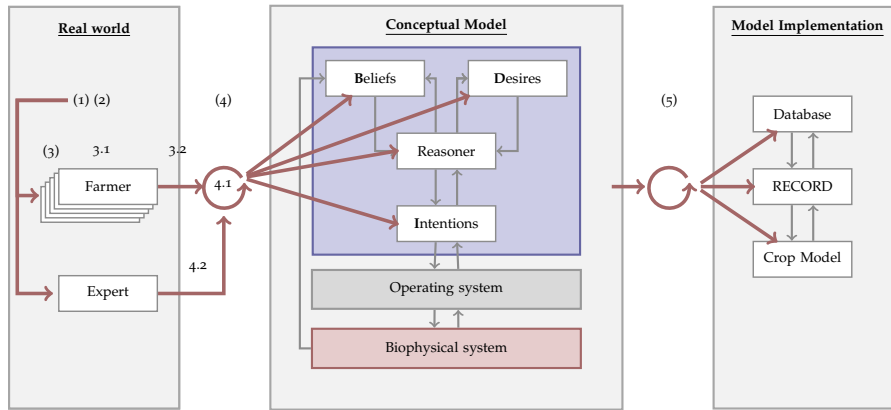 Real world
Conceptual Model
Model Implementation
Beliefs
Desires
(1) (2)
(4)
(5)
Database
(3)
3.1
3.2
Reasoner
Farmer
4.1
RECORD
Intentions
4.2
Crop Model
Expert
Operating system
Biophysical system